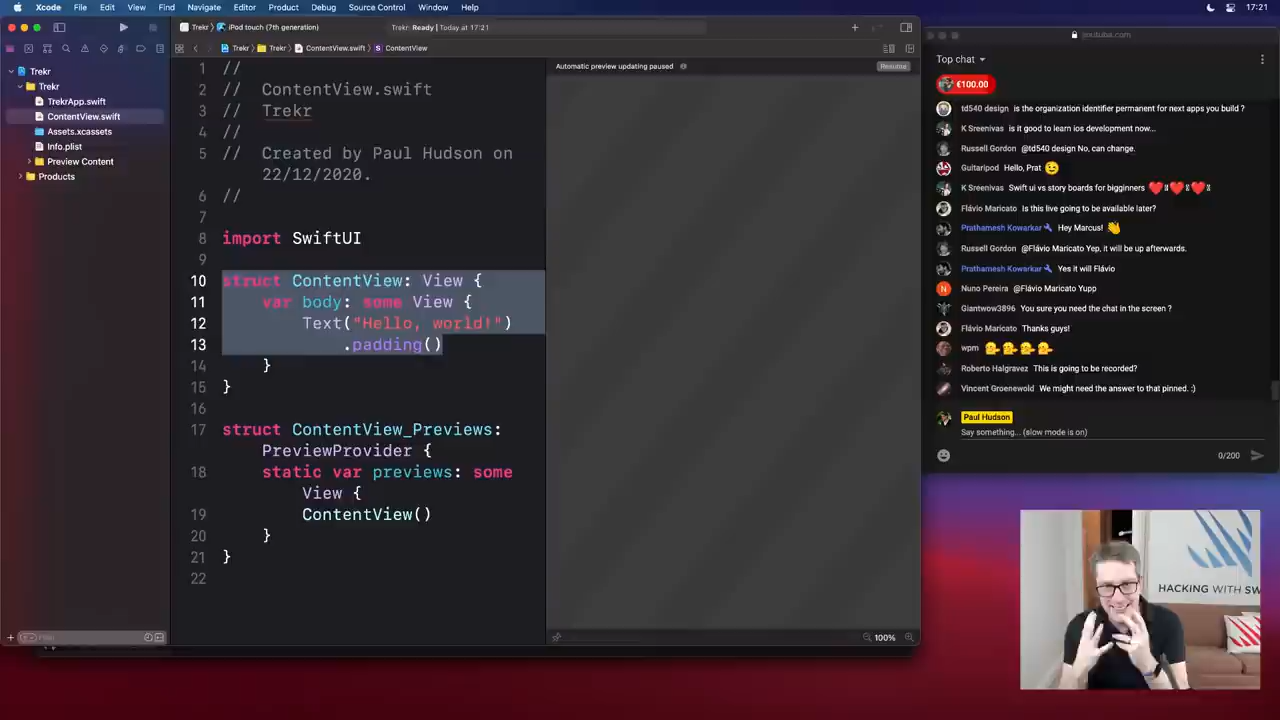 Xcode File Edit View Find Navigate Editor Product Debug Source Control Window Help 17:21
Trekr iPod touch (7th generation) Trekr: Ready | Today at 17:21
Trekr Trekr ContentView.swift ContentView
Trekr
Trekr
TrekrApp.swift
ContentView.swift
Assets.xcassets
Info.plist
Preview Content
Products
1 //
2 // ContentView.swift
3 // Trekr
4 //
5 // Created by Paul Hudson on
22/12/2020.
6 //
7
8 import SwiftUI
9
10 struct ContentView: View {
11 var body: some View {
12 Text("Hello, world!")
13 .padding()
14 }
15 }
16
17 struct ContentView_Previews:
PreviewProvider {
18 static var previews: some
View {
19 ContentView()
20 }
21 }
22
Automatic preview updating paused Resume
100%
Filter
youtube.com
Top chat
€100.00
td540 design is the organization identifier permanent for next apps you build ?
K Sreenivas is it good to learn ios development now...
Russell Gordon @td540 design No, can change.
Guitaripod Hello, Prat
K Sreenivas Swift ui vs story boards for bigginners
Flávio Maricato Is this live going to be available later?
Prathamesh Kowarkar Hey Marcus!
Russell Gordon @Flávio Maricato Yep, it will be up afterwards.
Prathamesh Kowarkar Yes it will Flávio
N Nuno Pereira @Flávio Maricato Yupp
Giantwow3896 You sure you need the chat in the screen ?
Flávio Maricato Thanks guys!
wpm
Roberto Halgravez This is going to be recorded?
Vincent Groenewold We might need the answer to that pinned. :)
Paul Hudson
Say something... (slow mode is on)
0/200
HACKING WITH SW